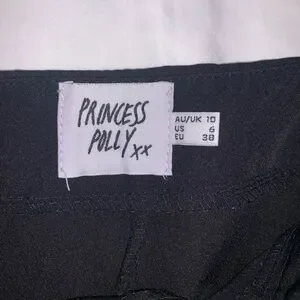 PRINCESS
POLLY xx
AU/UK 10
US 6
EU 38